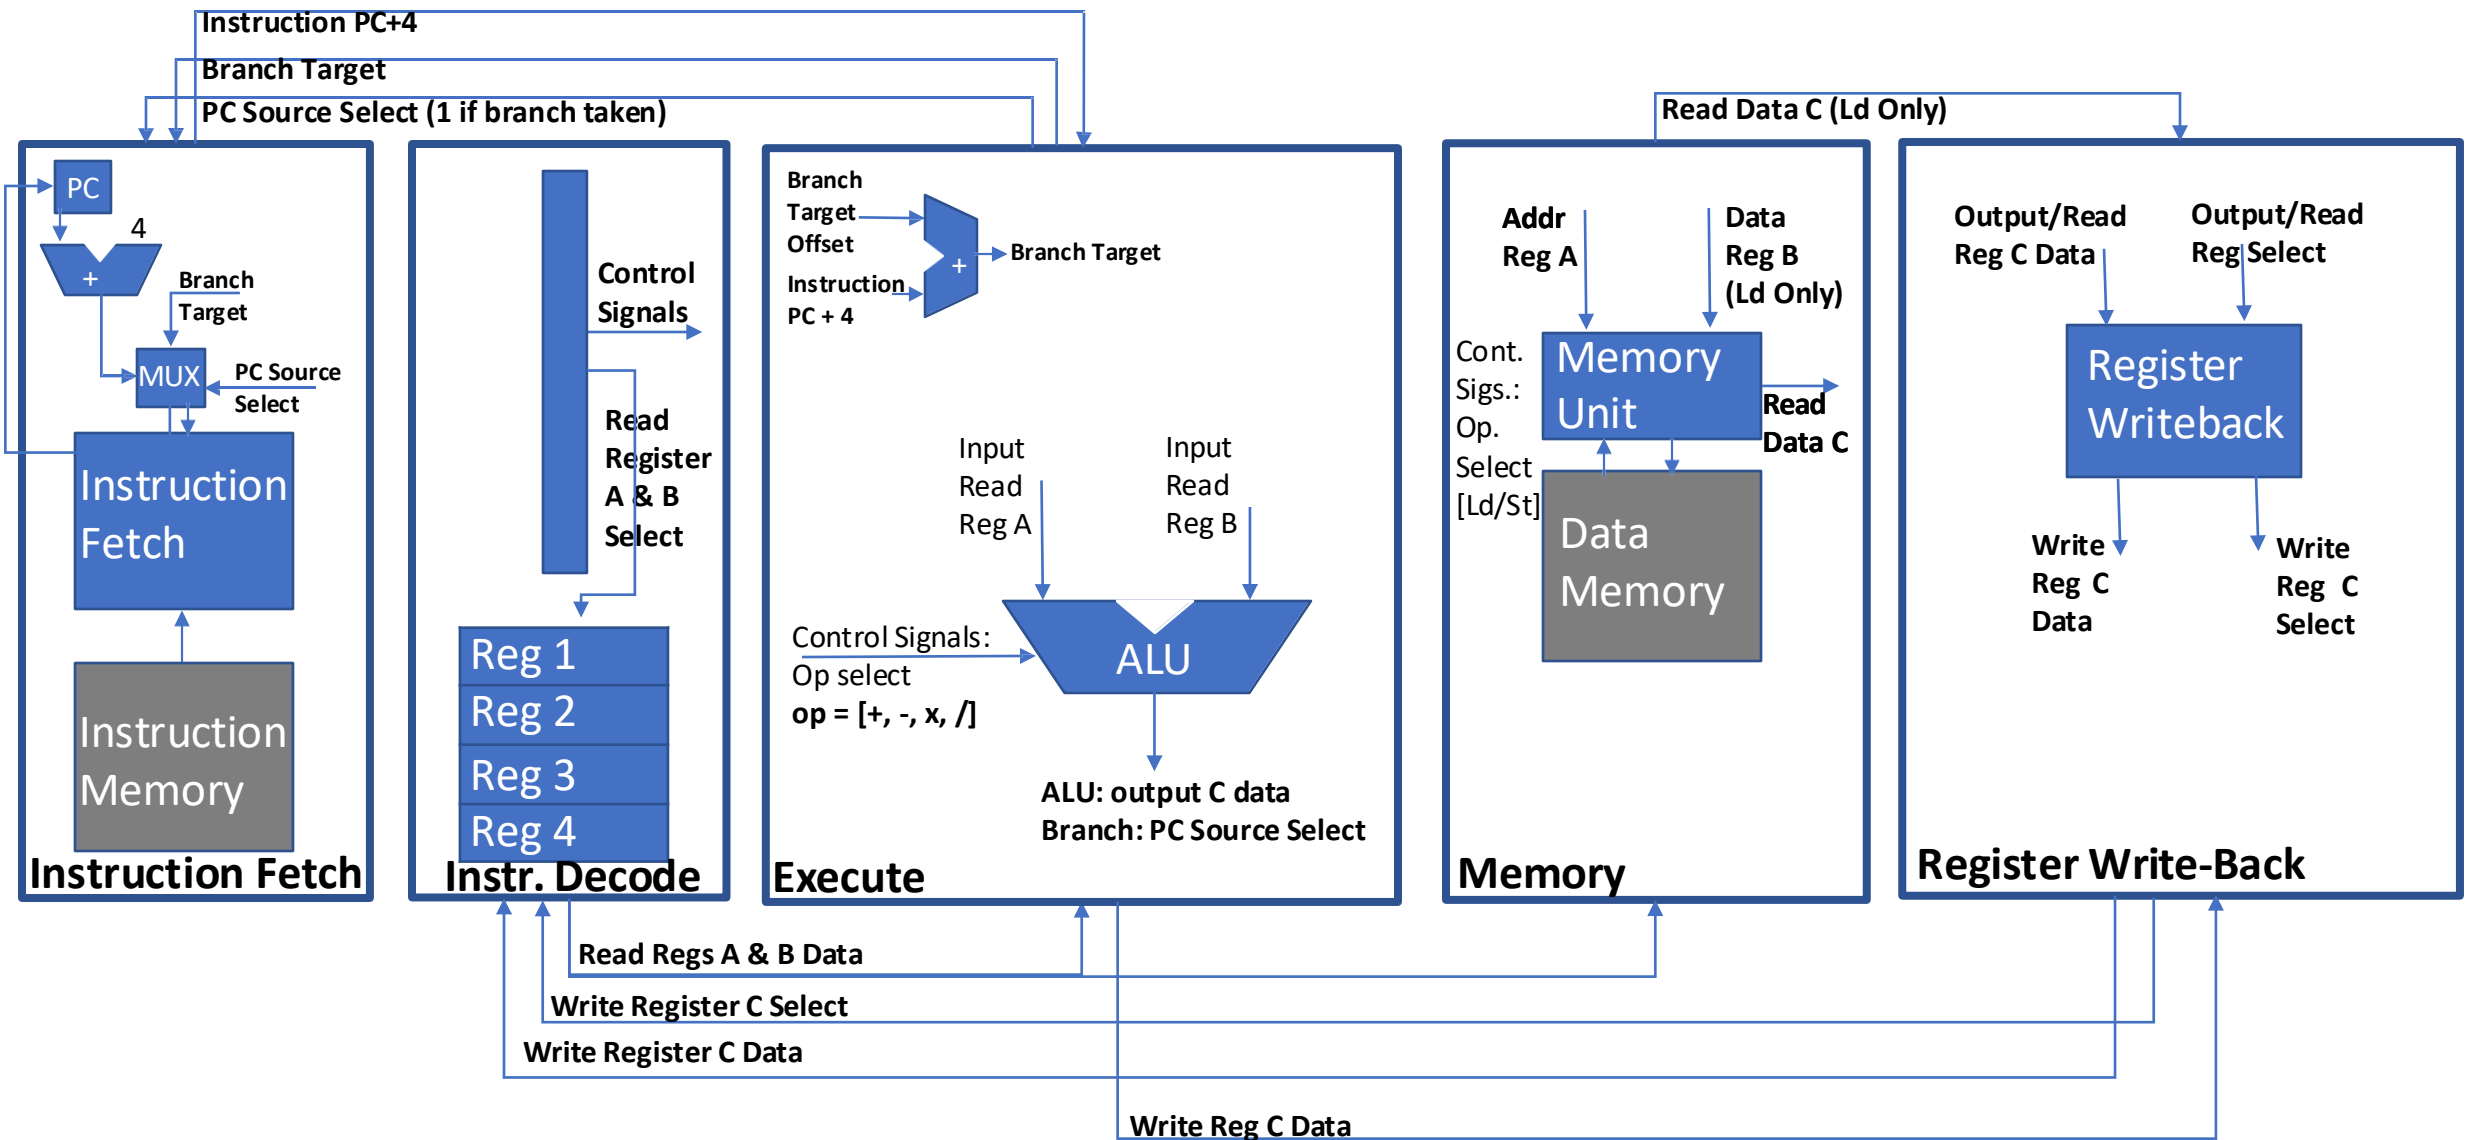 Instruction PC+4
Branch Target
PC Source Select (1 if branch taken)
Read Data C (Ld Only)
PC
4
+
Branch
Target
MUX
PC Source
Select
Instruction
Fetch
Instruction
Memory
Instruction Fetch
Control
Signals
Read
Register
A & B
Select
Reg 1
Reg 2
Reg 3
Reg 4
Instr. Decode
Branch
Target
Offset
Instruction
PC + 4
+
Branch Target
Input
Read
Reg A
Input
Read
Reg B
Control Signals:
Op select
op = [+, -, x, /]
ALU
ALU: output C data
Branch: PC Source Select
Execute
Addr
Reg A
Data
Reg B
(Ld Only)
Cont.
Sigs.:
Op.
Select
[Ld/St]
Memory
Unit
Read
Data C
Data
Memory
Memory
Output/Read
Reg C Data
Output/Read
Reg Select
Register
Writeback
Write
Reg C
Data
Write
Reg C
Select
Register Write-Back
Read Regs A & B Data
Write Register C Select
Write Register C Data
Write Reg C Data